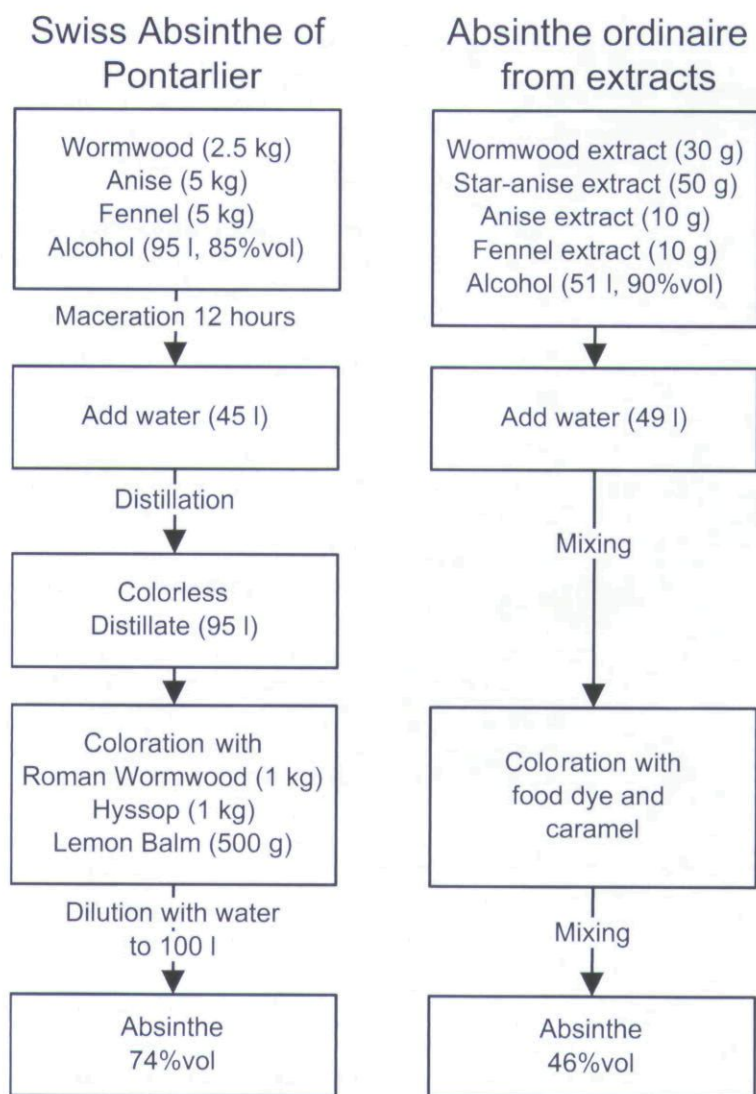 Swiss Absinthe of
Pontarlier
Wormwood (2.5 kg)
Anise (5 kg)
Fennel (5 kg)
Alcohol (95 l, 85%vol)
Maceration 12 hours
Add water (45 l)
Distillation
Colorless
Distillate (95 l)
Coloration with
Roman Wormwood (1 kg)
Hyssop (1 kg)
Lemon Balm (500 g)
Dilution with water
to 100 l
Absinthe
74%vol
Absinthe ordinaire
from extracts
Wormwood extract (30 g)
Star-anise extract (50 g)
Anise extract (10 g)
Fennel extract (10 g)
Alcohol (51 l, 90%vol)
Add water (49 l)
Mixing
Coloration with
food dye and
caramel
Mixing
Absinthe
46%vol